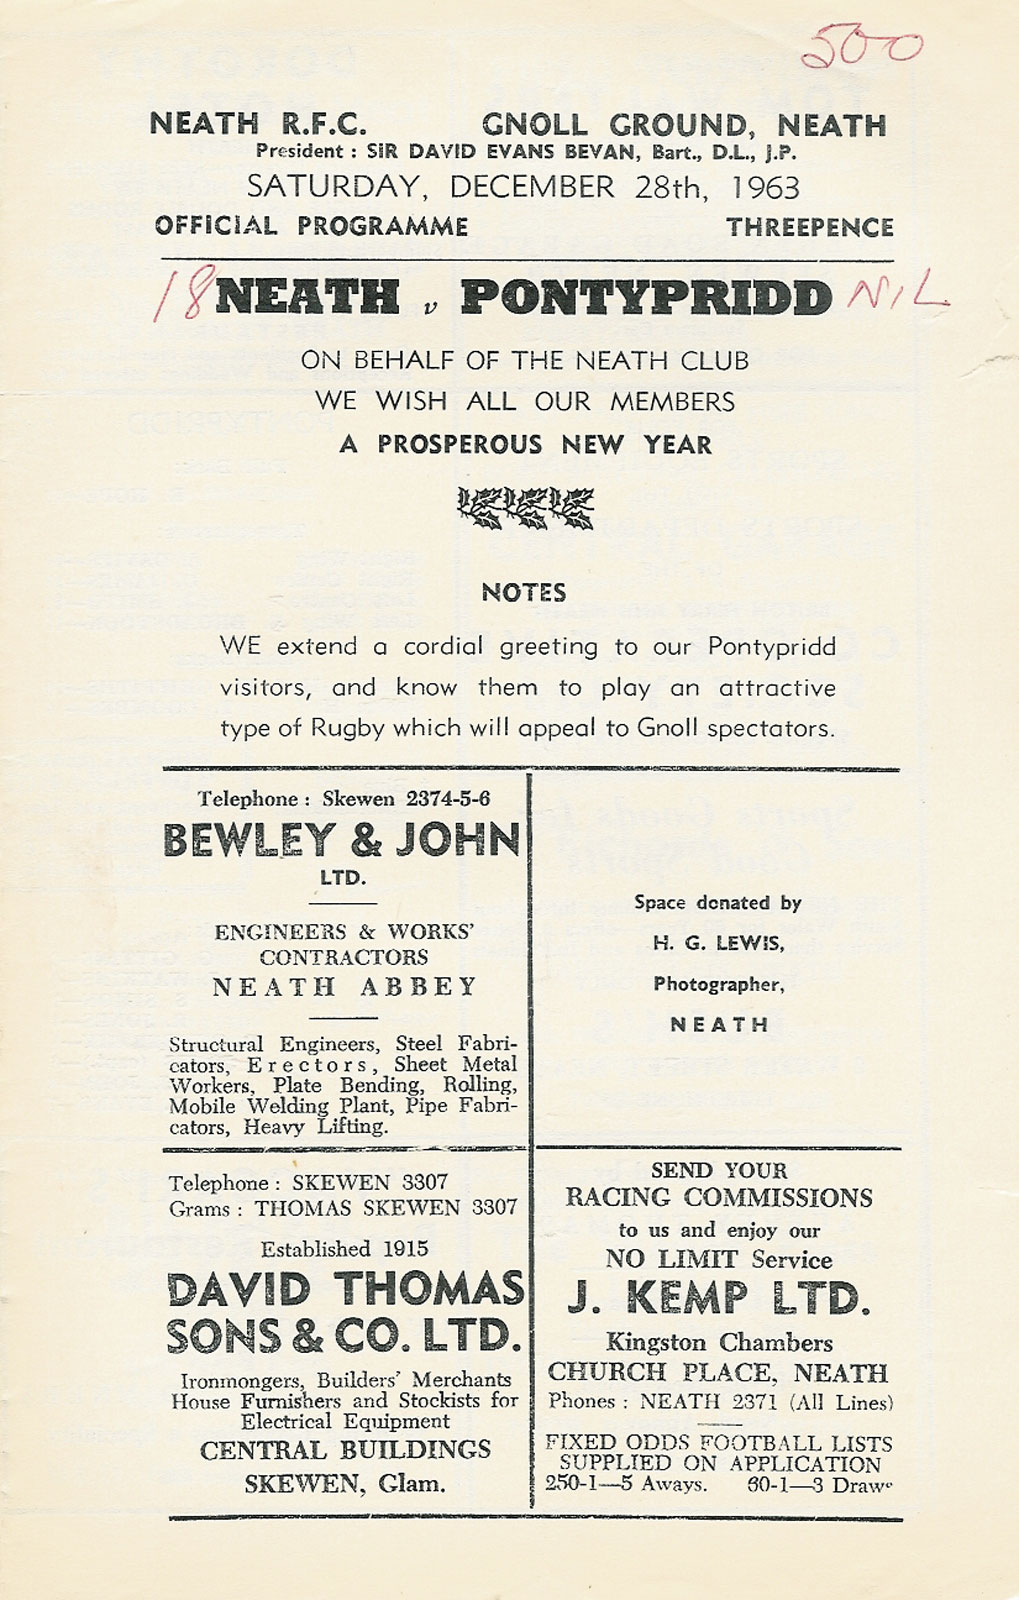 500
NEATH R.F.C. GNOLL GROUND, NEATH
President : SIR DAVID EVANS BEVAN, Bart., D.L., J.P.
SATURDAY, DECEMBER 28th, 1963
OFFICIAL PROGRAMME THREEPENCE
18 NEATH v PONTYPRIDD NIL
ON BEHALF OF THE NEATH CLUB
WE WISH ALL OUR MEMBERS
A PROSPEROUS NEW YEAR
NOTES
WE extend a cordial greeting to our Pontypridd
visitors, and know them to play an attractive
type of Rugby which will appeal to Gnoll spectators.
Telephone : Skewen 2374-5-6
BEWLEY & JOHN
LTD.
ENGINEERS & WORKS'
CONTRACTORS
NEATH ABBEY
Structural Engineers, Steel Fabri-
cators, Erectors, Sheet Metal
Workers, Plate Bending, Rolling,
Mobile Welding Plant, Pipe Fabri-
cators, Heavy Lifting.
Space donated by
H. G. LEWIS,
Photographer,
NEATH
Telephone : SKEWEN 3307
Grams : THOMAS SKEWEN 3307
Established 1915
DAVID THOMAS
SONS & CO. LTD.
Ironmongers, Builders' Merchants
House Furnishers and Stockists for
Electrical Equipment
CENTRAL BUILDINGS
SKEWEN, Glam.
SEND YOUR
RACING COMMISSIONS
to us and enjoy our
NO LIMIT Service
J. KEMP LTD.
Kingston Chambers
CHURCH PLACE, NEATH
Phones : NEATH 2371 (All Lines)
FIXED ODDS FOOTBALL LISTS
SUPPLIED ON APPLICATION
250-1—5 Aways. 60-1—3 Draws